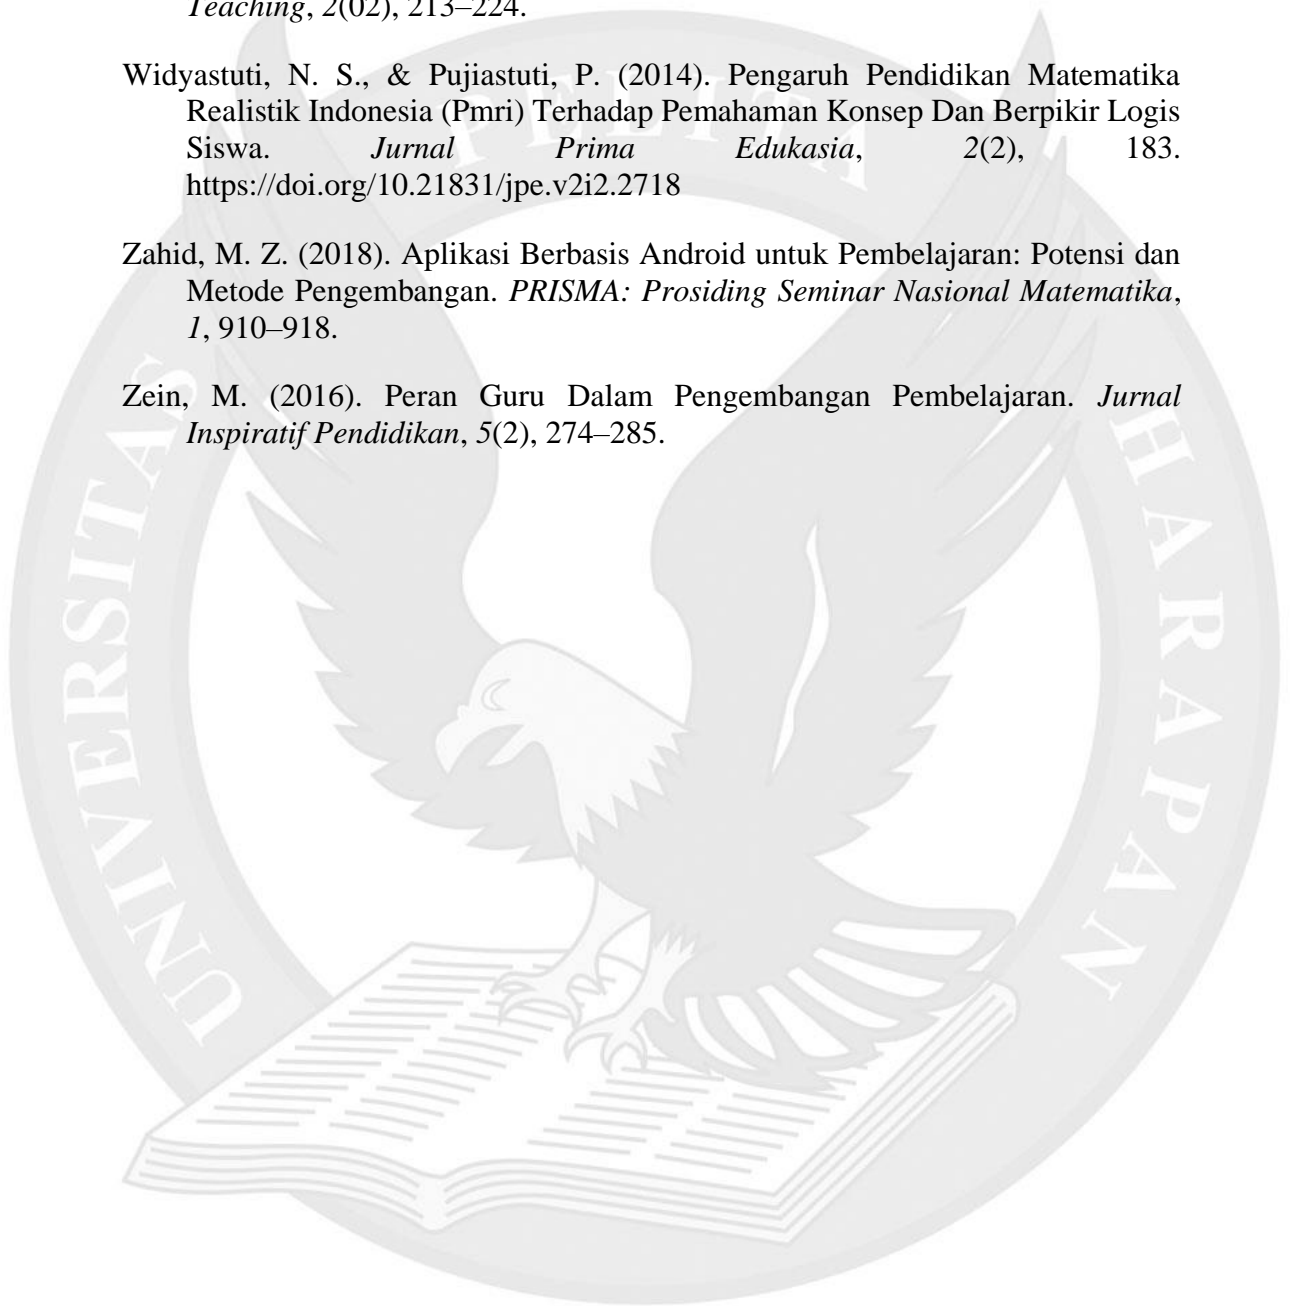 Teaching, 2(02), 213–224.
Widyastuti, N. S., & Pujiastuti, P. (2014). Pengaruh Pendidikan Matematika
Realistik Indonesia (Pmri) Terhadap Pemahaman Konsep Dan Berpikir Logis
Siswa. Jurnal Prima Edukasia, 2(2), 183.
https://doi.org/10.21831/jpe.v2i2.2718
Zahid, M. Z. (2018). Aplikasi Berbasis Android untuk Pembelajaran: Potensi dan
Metode Pengembangan. PRISMA: Prosiding Seminar Nasional Matematika,
1, 910–918.
Zein, M. (2016). Peran Guru Dalam Pengembangan Pembelajaran. Jurnal
Inspiratif Pendidikan, 5(2), 274–285.
UNIVERSITAS PELITA HARAPAN